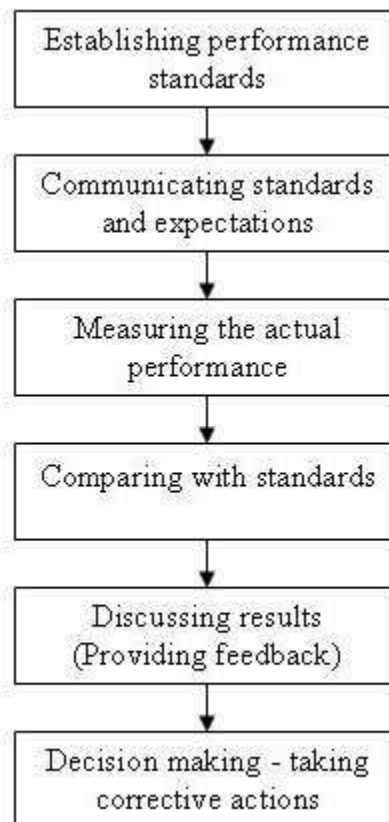 Establishing performance
standards
Communicating standards
and expectations
Measuring the actual
performance
Comparing with standards
Discussing results
(Providing feedback)
Decision making - taking
corrective actions